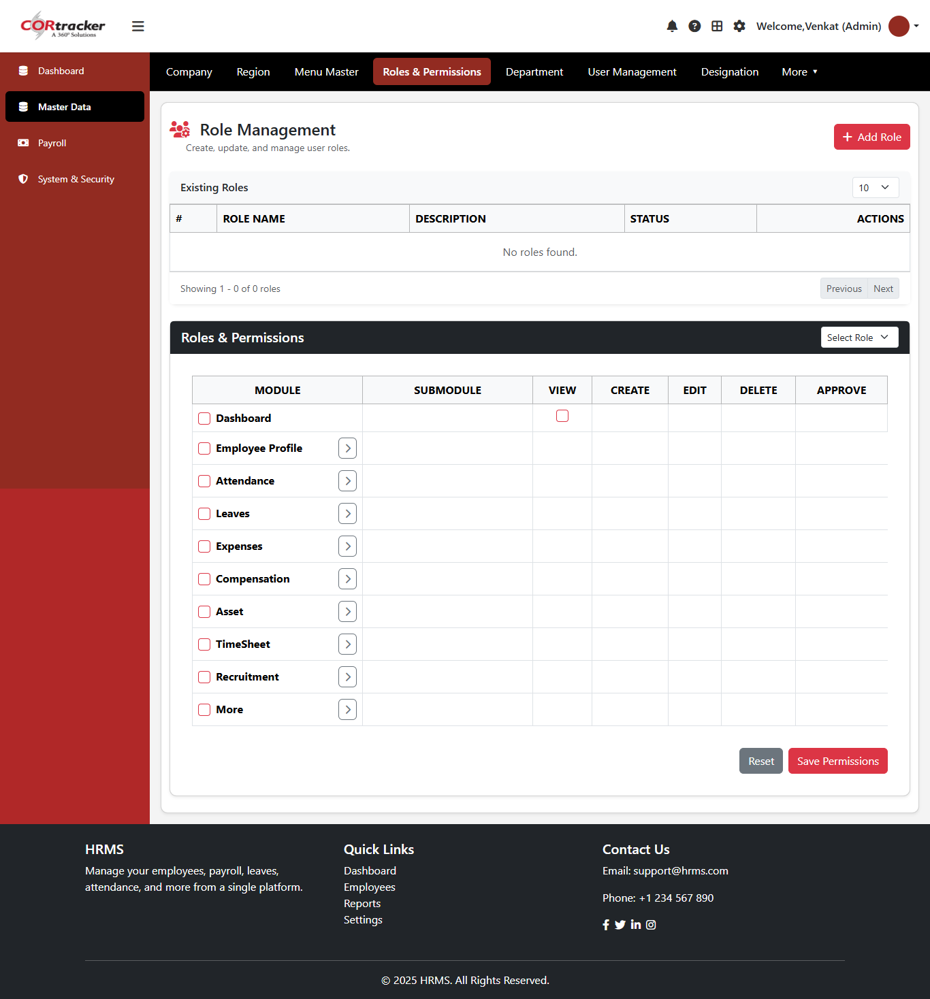 CORtracker
A 360° Solutions
Welcome,Venkat (Admin)
Dashboard
Master Data
Payroll
System & Security
Company Region Menu Master Roles & Permissions Department User Management Designation More
Role Management
Create, update, and manage user roles.
Add Role
Existing Roles
10
# ROLE NAME DESCRIPTION STATUS ACTIONS
No roles found.
Showing 1 - 0 of 0 roles
Previous Next
Roles & Permissions
Select Role
MODULE SUBMODULE VIEW CREATE EDIT DELETE APPROVE
Dashboard
Employee Profile
Attendance
Leaves
Expenses
Compensation
Asset
TimeSheet
Recruitment
More
Reset Save Permissions
HRMS
Manage your employees, payroll, leaves,
attendance, and more from a single platform.
Quick Links
Dashboard
Employees
Reports
Settings
Contact Us
Email: support@hrms.com
Phone: +1 234 567 890
© 2025 HRMS. All Rights Reserved.